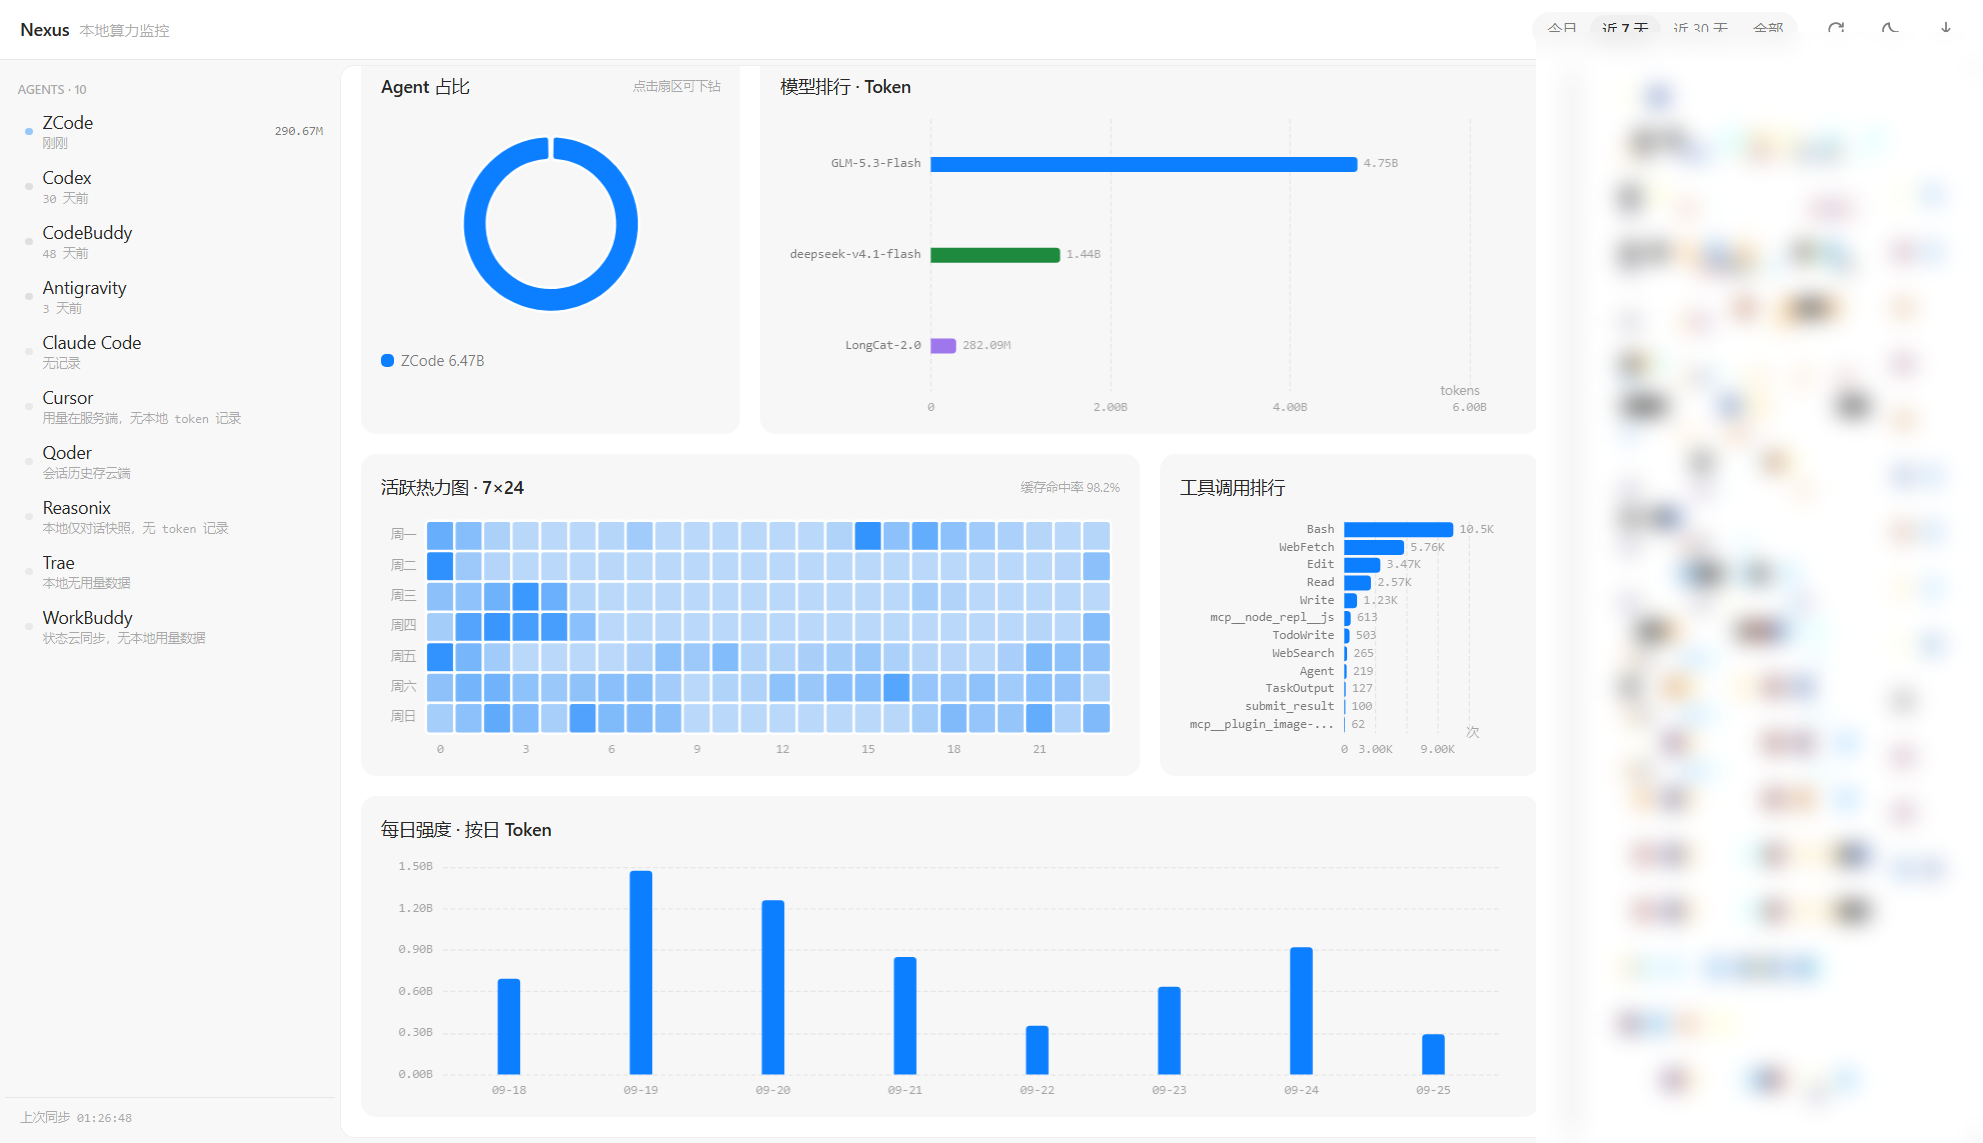 Nexus 本地算力监控
今日 近 7 天 近 30 天 全部
AGENTS · 10
ZCode 290.67M
刚刚
Codex
30 天前
CodeBuddy
48 天前
Antigravity
3 天前
Claude Code
无记录
Cursor
用量在服务端，无本地 token 记录
Qoder
会话历史存云端
Reasonix
本地仅对话快照，无 token 记录
Trae
本地无用量数据
WorkBuddy
状态云同步，无本地用量数据
上次同步 01:26:48
Agent 占比 点击扇区可下钻
ZCode 6.47B
模型排行 · Token
GLM-5.3-Flash 4.75B
deepseek-v4.1-flash 1.44B
LongCat-2.0 282.09M
tokens
0 2.00B 4.00B 6.00B
活跃热力图 · 7×24 缓存命中率 98.2%
周一
周二
周三
周四
周五
周六
周日
0 3 6 9 12 15 18 21
工具调用排行
Bash 10.5K
WebFetch 5.76K
Edit 3.47K
Read 2.57K
Write 1.23K
mcp__node_repl__js 613
TodoWrite 503
WebSearch 265
Agent 219
TaskOutput 127
submit_result 100
mcp__plugin_image-... 62
次
0 3.00K 9.00K
每日强度 · 按日 Token
1.50B
1.20B
0.90B
0.60B
0.30B
0.00B
09-18 09-19 09-20 09-21 09-22 09-23 09-24 09-25